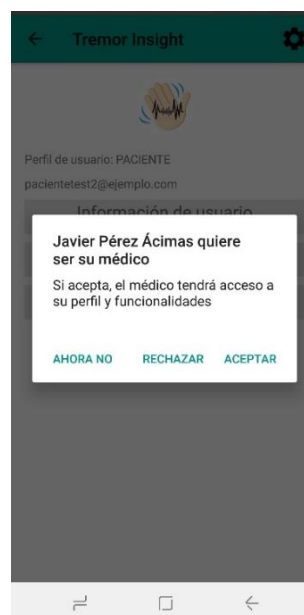 Tremor Insight
Perfil de usuario: PACIENTE
pacientetest2@ejemplo.com
Información de usuario
Javier Pérez Ácimas quiere
ser su médico
Si acepta, el médico tendrá acceso a
su perfil y funcionalidades
AHORA NO RECHAZAR ACEPTAR